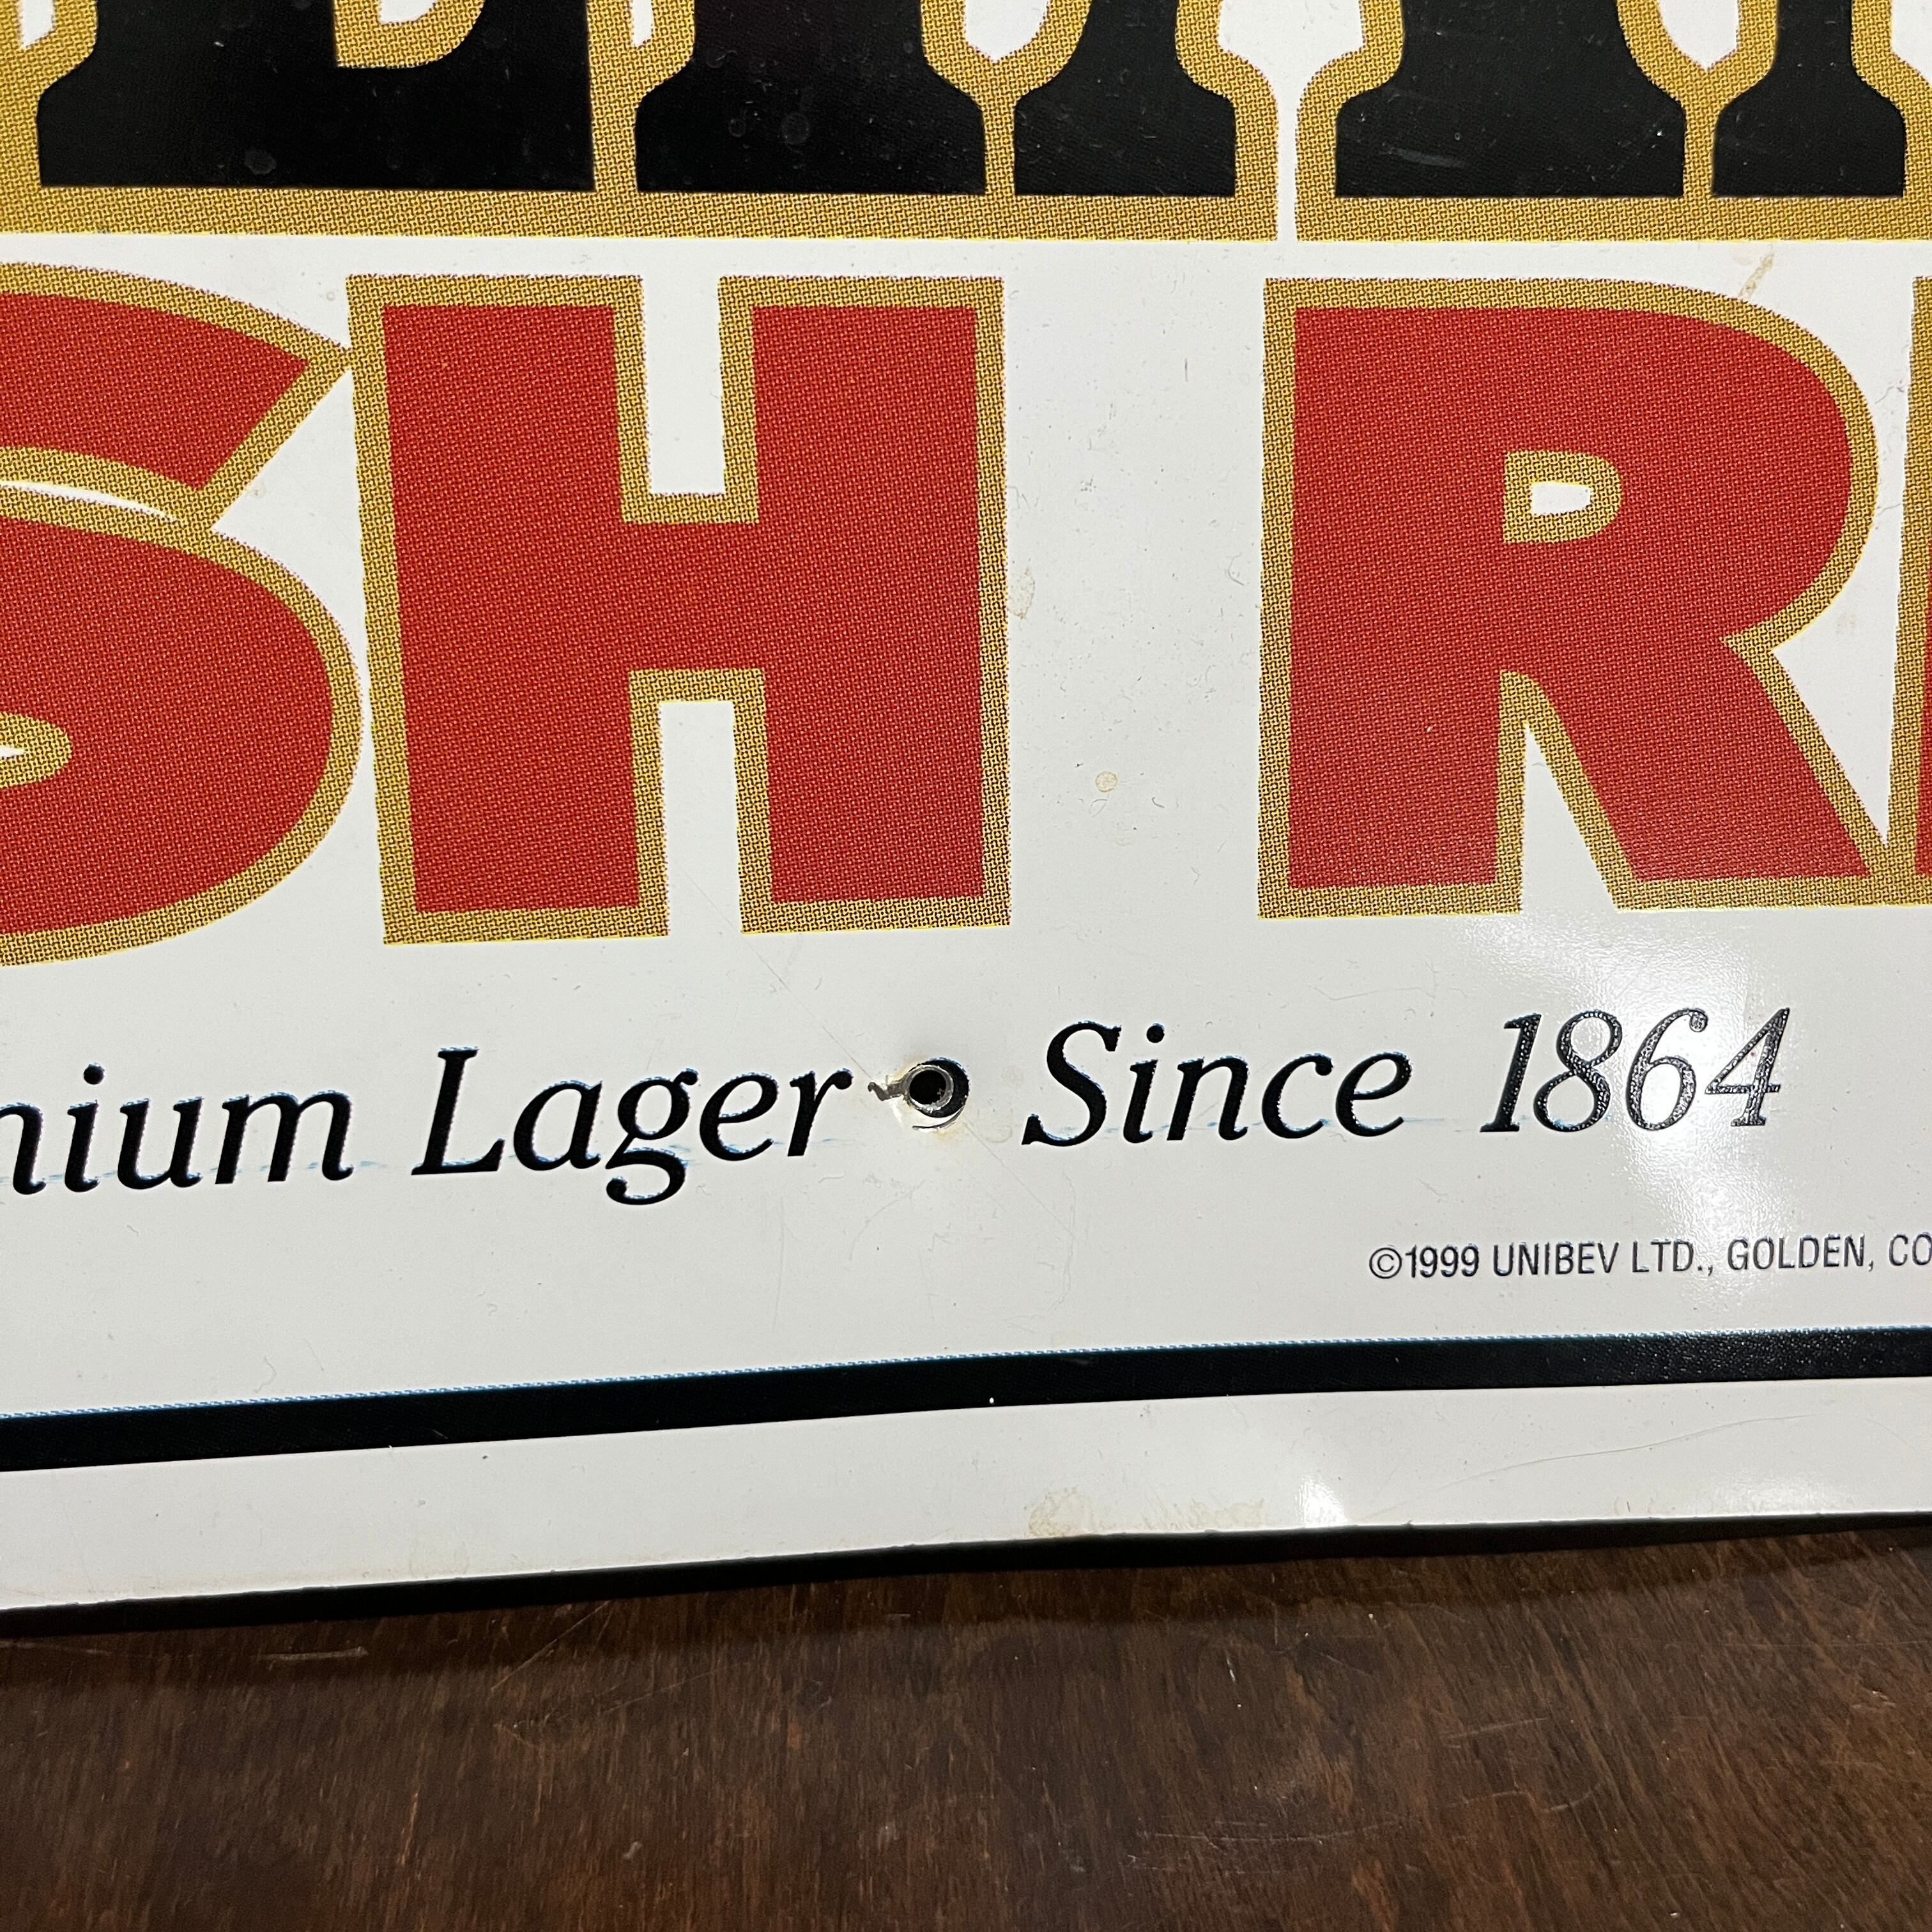 SH R
nium Lager • Since 1864
©1999 UNIBEV LTD., GOLDEN, CO